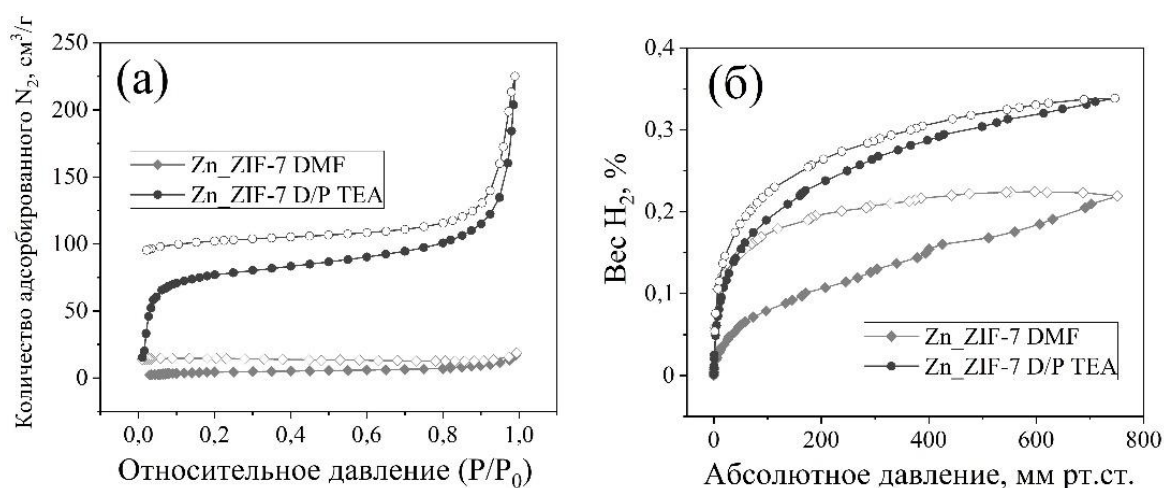 Количество адсорбированного N₂, см³/г
250
200
150
100
50
0
(а)
Zn_ZIF-7 DMF
Zn_ZIF-7 D/P TEA
0,0 0,2 0,4 0,6 0,8 1,0
Относительное давление (P/P₀)
Вес H₂, %
0,4
0,3
0,2
0,1
0
(б)
Zn_ZIF-7 DMF
Zn_ZIF-7 D/P TEA
0 200 400 600 800
Абсолютное давление, мм рт.ст.